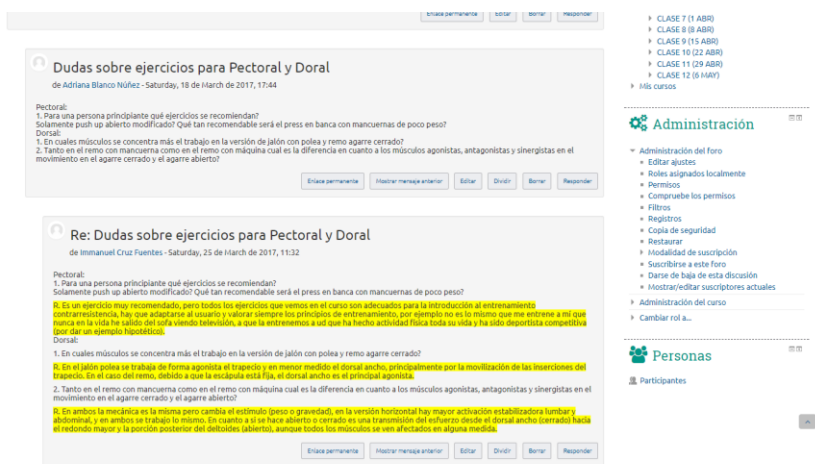 Enlace permanente Editar Borrar Responder
Dudas sobre ejercicios para Pectoral y Doral
de Adriana Blanco Núñez - Saturday, 18 de March de 2017, 17:44
Pectoral:
1. Para una persona principiante qué ejercicios se recomiendan?
Solamente push up abierto modificado? Qué tan recomendable será el press en banca con mancuernas de poco peso?
Dorsal:
1. En cuales músculos se concentra más el trabajo en la versión de jalón con polea y remo agarre cerrado?
2. Tanto en el remo con mancuerna como en el remo con máquina cual es la diferencia en cuanto a los músculos agonistas, antagonistas y sinergistas en el
movimiento en el agarre cerrado y el agarre abierto?
Enlace permanente Mostrar mensaje anterior Editar Dividir Borrar Responder
Re: Dudas sobre ejercicios para Pectoral y Doral
de Immanuel Cruz Fuentes - Saturday, 25 de March de 2017, 11:32
Pectoral:
1. Para una persona principiante qué ejercicios se recomiendan?
Solamente push up abierto modificado? Qué tan recomendable será el press en banca con mancuernas de poco peso?
R. Es un ejercicio muy recomendado, pero todos los ejercicios que vemos en el curso son adecuados para la introducción al entrenamiento
contrarresistencia, hay que adaptarse al usuario y valorar siempre los principios de entrenamiento, por ejemplo no es lo mismo que me entrene a mí que
nunca en la vida he salido del sofa viendo televisión, a que la entrenemos a ud que ha hecho actividad física toda su vida y ha sido deportista competitiva
(por dar un ejemplo hipotético).
Dorsal:
1. En cuales músculos se concentra más el trabajo en la versión de jalón con polea y remo agarre cerrado?
R. En el jalón polea se trabaja de forma agonista el trapecio y en menor medido el dorsal ancho, principalmente por la movilización de las inserciones del
trapecio. En el caso del remo, debido a que la escápula está fija, el dorsal ancho es el principal agonista.
2. Tanto en el remo con mancuerna como en el remo con máquina cual es la diferencia en cuanto a los músculos agonistas, antagonistas y sinergistas en el
movimiento en el agarre cerrado y el agarre abierto?
R. En ambos la mecánica es la misma pero cambia el estímulo (peso o gravedad), en la versión horizontal hay mayor activación estabilizadora lumbar y
abdominal, y en ambos se trabajo lo mismo. En cuanto a si se hace abierto o cerrado es una transmisión del esfuerzo desde el dorsal ancho (cerrado) hacia
el redondo mayor y la porción posterior del deltoides (abierto), aunque todos los músculos se ven afectados en alguna medida.
Enlace permanente Mostrar mensaje anterior Editar Dividir Borrar Responder
CLASE 7 (1 ABR)
CLASE 8 (8 ABR)
CLASE 9 (15 ABR)
CLASE 10 (22 ABR)
CLASE 11 (29 ABR)
CLASE 12 (6 MAY)
Mis cursos
Administración
Administración del foro
Editar ajustes
Roles asignados localmente
Permisos
Compruebe los permisos
Filtros
Registros
Copia de seguridad
Restaurar
Modalidad de suscripción
Suscribirse a este foro
Darse de baja de esta discusión
Mostrar/editar suscriptores actuales
Administración del curso
Cambiar rol a...
Personas
Participantes